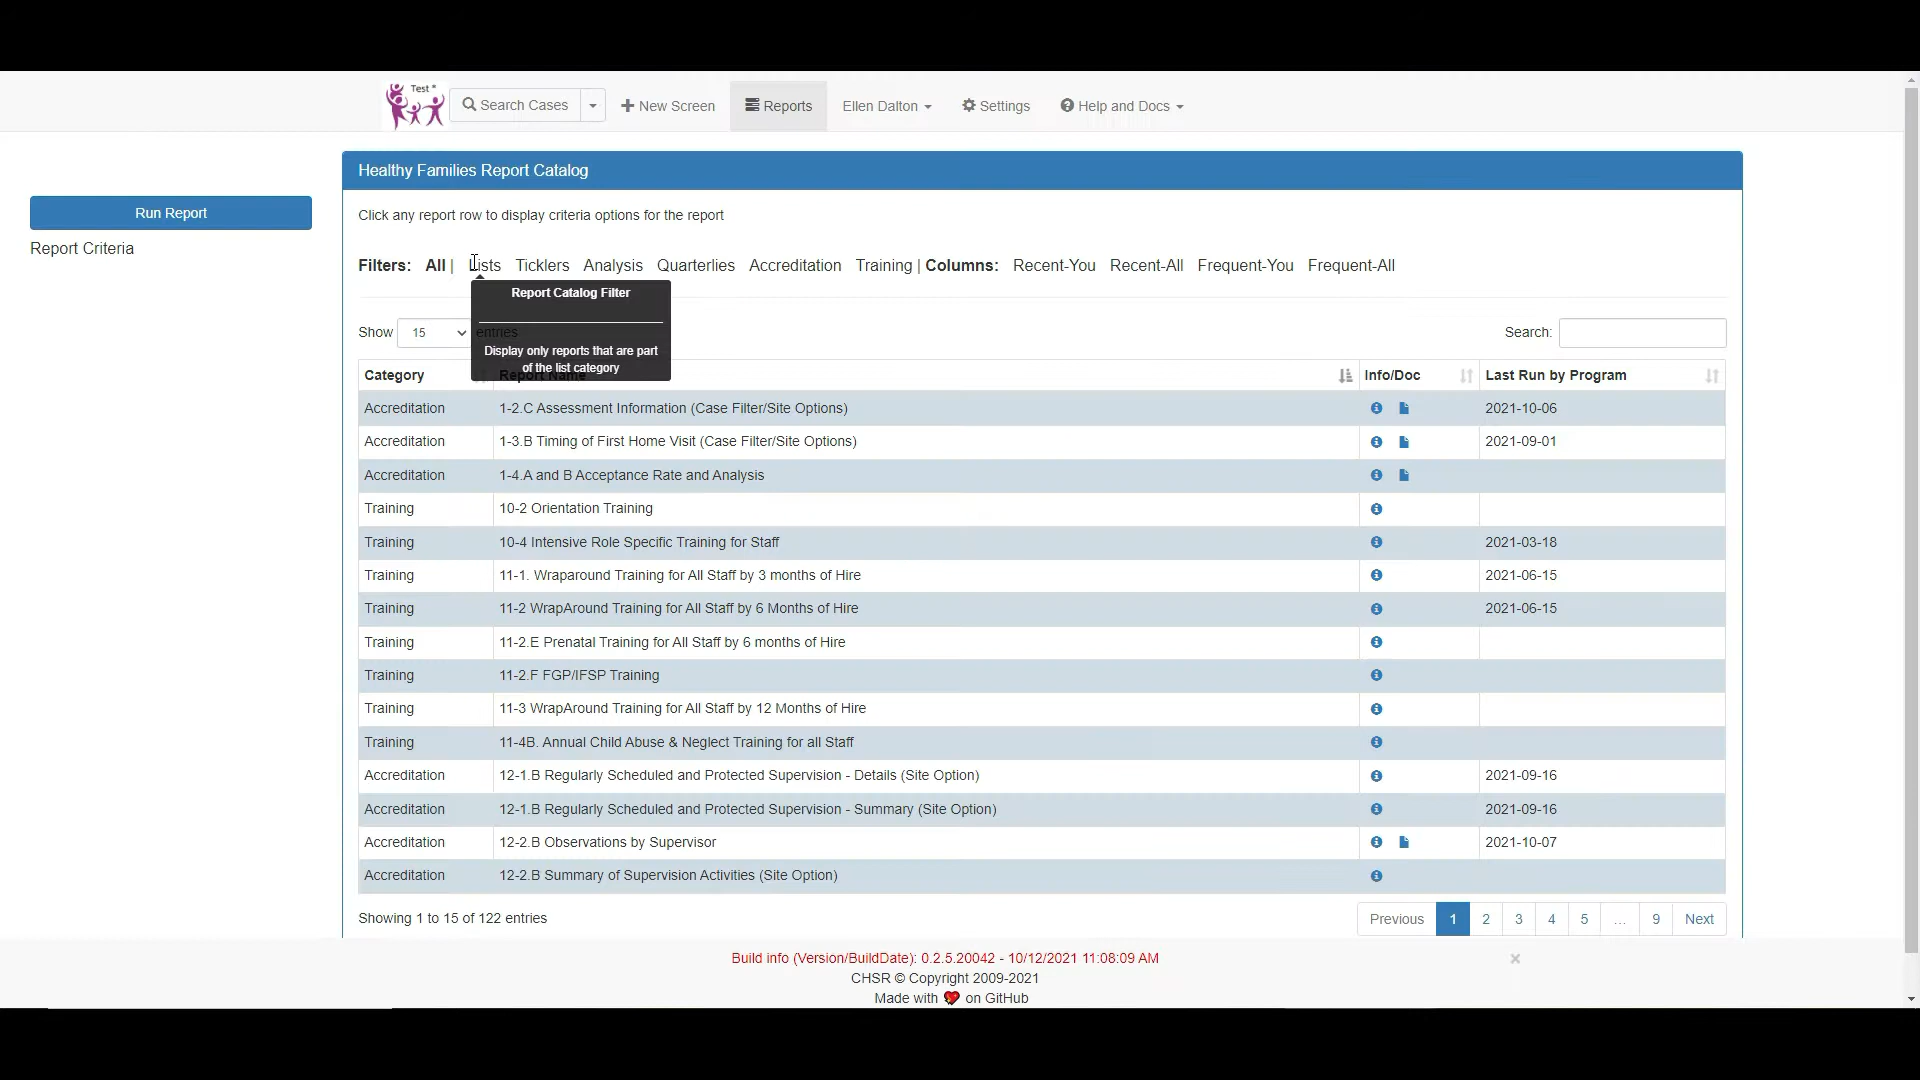 Test *
Search Cases
New Screen
Reports
Ellen Dalton
Settings
Help and Docs
Healthy Families Report Catalog
Run Report
Report Criteria
Click any report row to display criteria options for the report
Filters: All | Lists Ticklers Analysis Quarterlies Accreditation Training | Columns: Recent-You Recent-All Frequent-You Frequent-All
Report Catalog Filter
Display only reports that are part
of the list category
Show 15 entries
Search:
Category Report Name Info/Doc Last Run by Program
Accreditation 1-2.C Assessment Information (Case Filter/Site Options) 2021-10-06
Accreditation 1-3.B Timing of First Home Visit (Case Filter/Site Options) 2021-09-01
Accreditation 1-4.A and B Acceptance Rate and Analysis
Training 10-2 Orientation Training
Training 10-4 Intensive Role Specific Training for Staff 2021-03-18
Training 11-1. Wraparound Training for All Staff by 3 months of Hire 2021-06-15
Training 11-2 WrapAround Training for All Staff by 6 Months of Hire 2021-06-15
Training 11-2.E Prenatal Training for All Staff by 6 months of Hire
Training 11-2.F FGP/IFSP Training
Training 11-3 WrapAround Training for All Staff by 12 Months of Hire
Training 11-4B. Annual Child Abuse & Neglect Training for all Staff
Accreditation 12-1.B Regularly Scheduled and Protected Supervision - Details (Site Option) 2021-09-16
Accreditation 12-1.B Regularly Scheduled and Protected Supervision - Summary (Site Option) 2021-09-16
Accreditation 12-2.B Observations by Supervisor 2021-10-07
Accreditation 12-2.B Summary of Supervision Activities (Site Option)
Showing 1 to 15 of 122 entries
Previous 1 2 3 4 5 … 9 Next
Build info (Version/BuildDate): 0.2.5.20042 - 10/12/2021 11:08:09 AM
×
CHSR © Copyright 2009-2021
Made with ❤ on GitHub